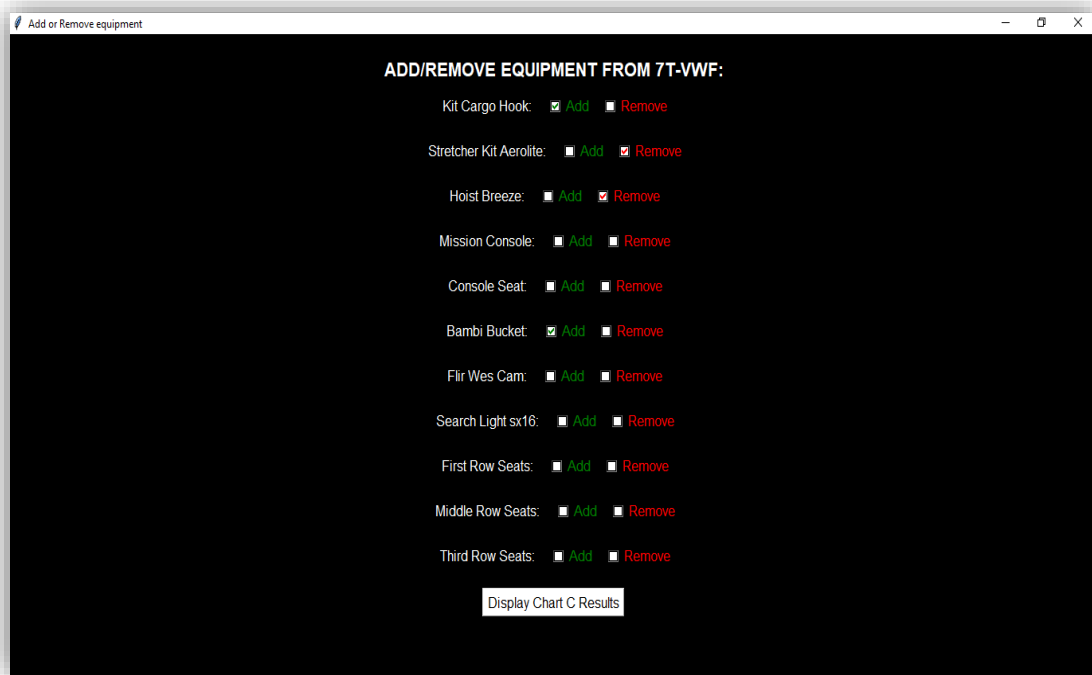 Add or Remove equipment
ADD/REMOVE EQUIPMENT FROM 7T-VWF:
Kit Cargo Hook: Add Remove
Stretcher Kit Aerolite: Add Remove
Hoist Breeze: Add Remove
Mission Console: Add Remove
Console Seat: Add Remove
Bambi Bucket: Add Remove
Flir Wes Cam: Add Remove
Search Light sx16: Add Remove
First Row Seats: Add Remove
Middle Row Seats: Add Remove
Third Row Seats: Add Remove
Display Chart C Results